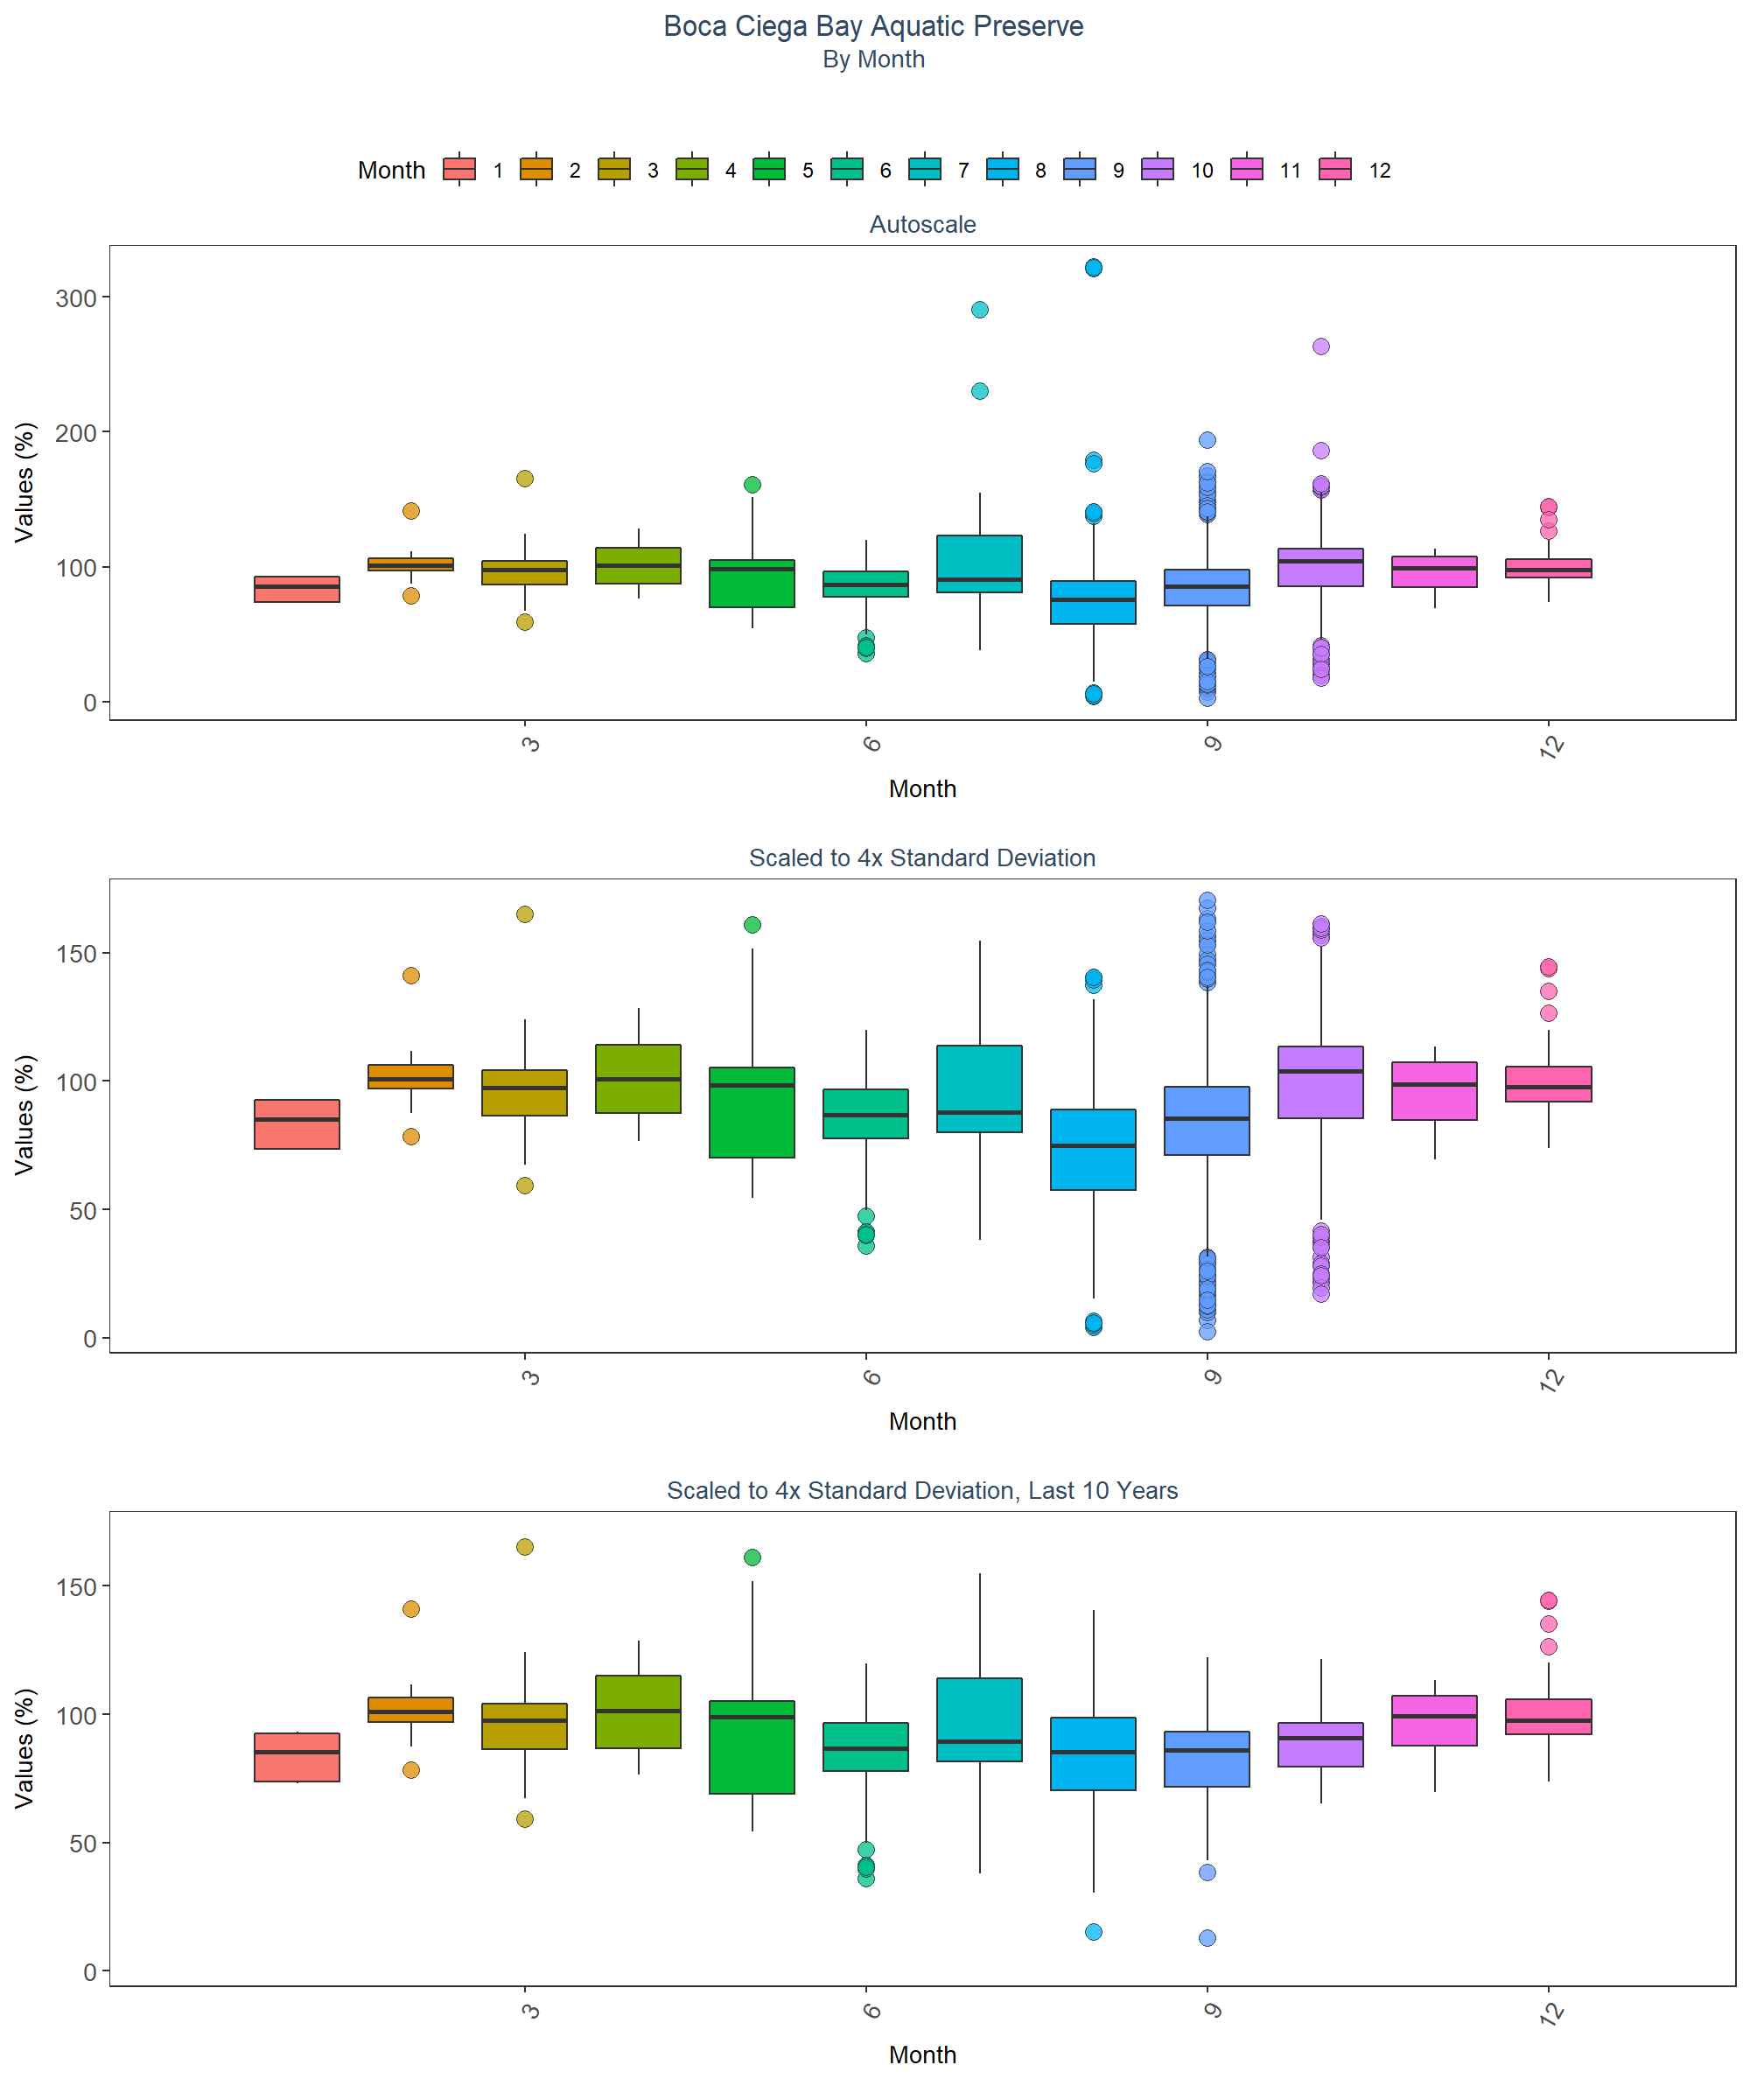 Boca Ciega Bay Aquatic Preserve
By Month
Month 1 2 3 4 5 6 7 8 9 10 11 12
Autoscale
Values (%)
300
200
100
0
3 6 9 12
Month
Scaled to 4x Standard Deviation
Values (%)
150
100
50
0
3 6 9 12
Month
Scaled to 4x Standard Deviation, Last 10 Years
Values (%)
150
100
50
0
3 6 9 12
Month